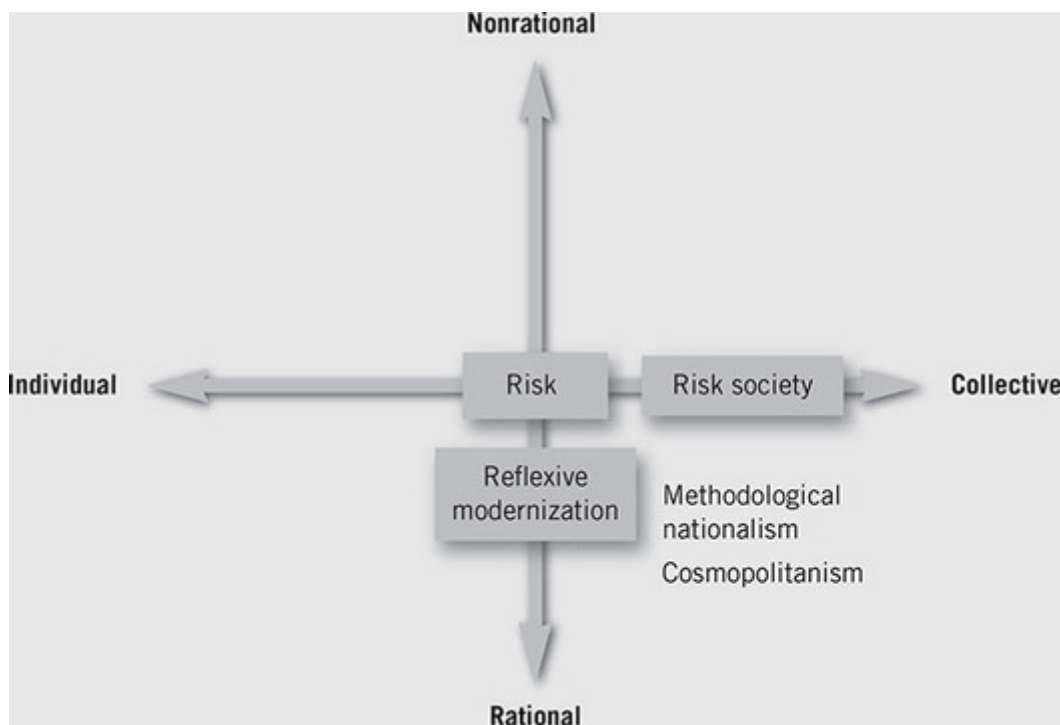 Nonrational
Individual
Risk
Risk society
Collective
Reflexive
modernization
Methodological
nationalism
Cosmopolitanism
Rational